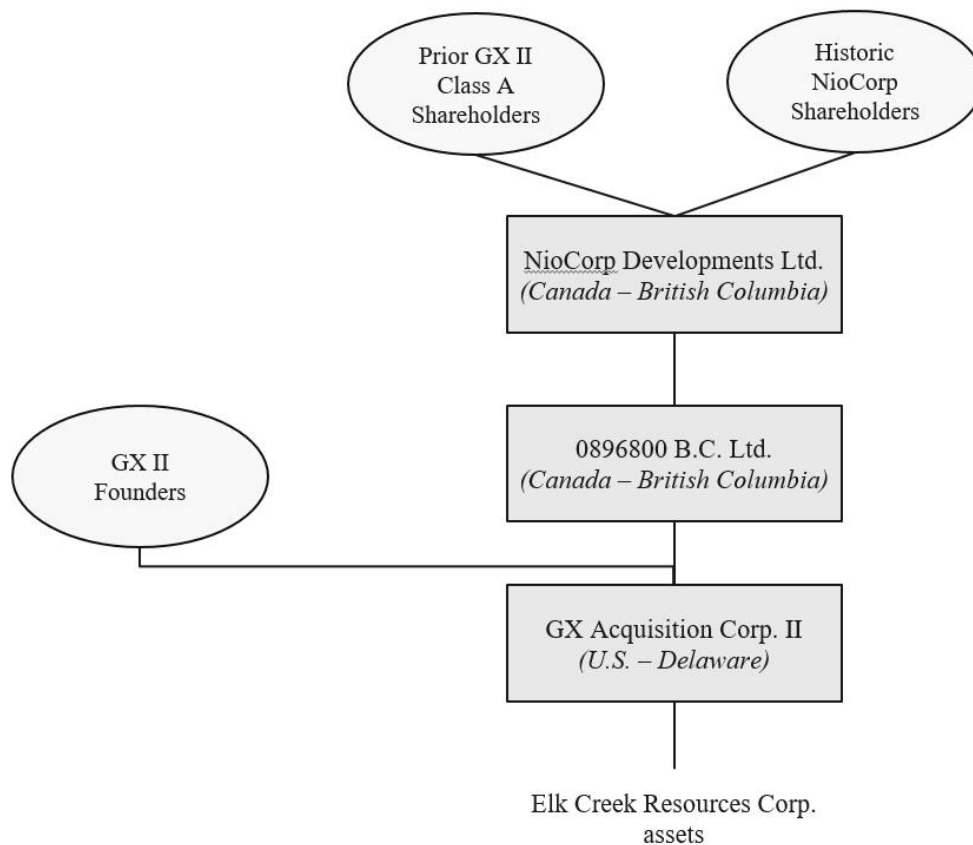 Prior GX II
Class A
Shareholders
Historic
NioCorp
Shareholders
NioCorp Developments Ltd.
(Canada – British Columbia)
0896800 B.C. Ltd.
(Canada – British Columbia)
GX II
Founders
GX Acquisition Corp. II
(U.S. – Delaware)
Elk Creek Resources Corp.
assets